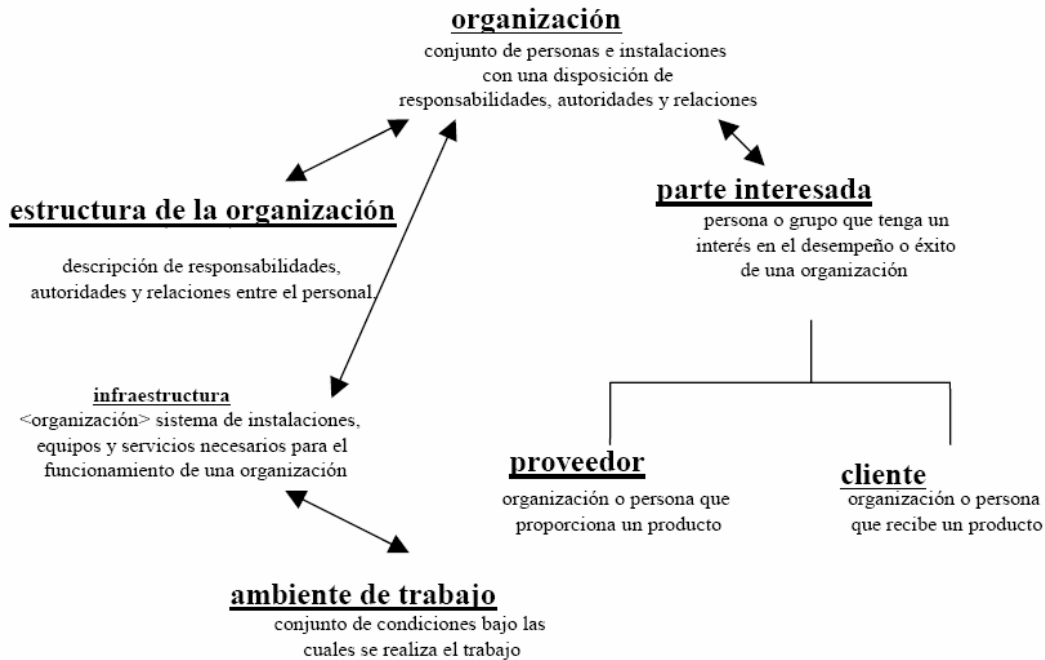 organización
conjunto de personas e instalaciones
con una disposición de
responsabilidades, autoridades y relaciones
estructura de la organización
descripción de responsabilidades,
autoridades y relaciones entre el personal.
parte interesada
persona o grupo que tenga un
interés en el desempeño o éxito
de una organización
infraestructura
<organización> sistema de instalaciones,
equipos y servicios necesarios para el
funcionamiento de una organización
proveedor
organización o persona que
proporciona un producto
cliente
organización o persona
que recibe un producto
ambiente de trabajo
conjunto de condiciones bajo las
cuales se realiza el trabajo